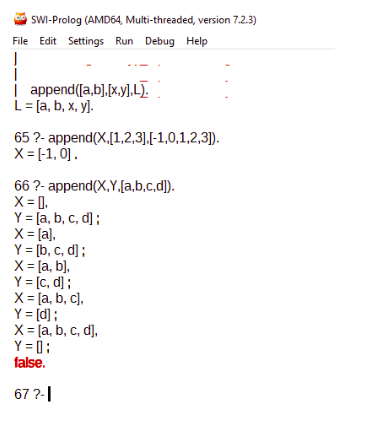 SWI-Prolog (AMD64, Multi-threaded, version 7.2.3)
File Edit Settings Run Debug Help
|
|
| append([a,b],[x,y],L).
L = [a, b, x, y].
65 ?- append(X,[1,2,3],[-1,0,1,2,3]).
X = [-1, 0] .
66 ?- append(X,Y,[a,b,c,d]).
X = [],
Y = [a, b, c, d] ;
X = [a],
Y = [b, c, d] ;
X = [a, b],
Y = [c, d] ;
X = [a, b, c],
Y = [d] ;
X = [a, b, c, d],
Y = [] ;
false.
67 ?-